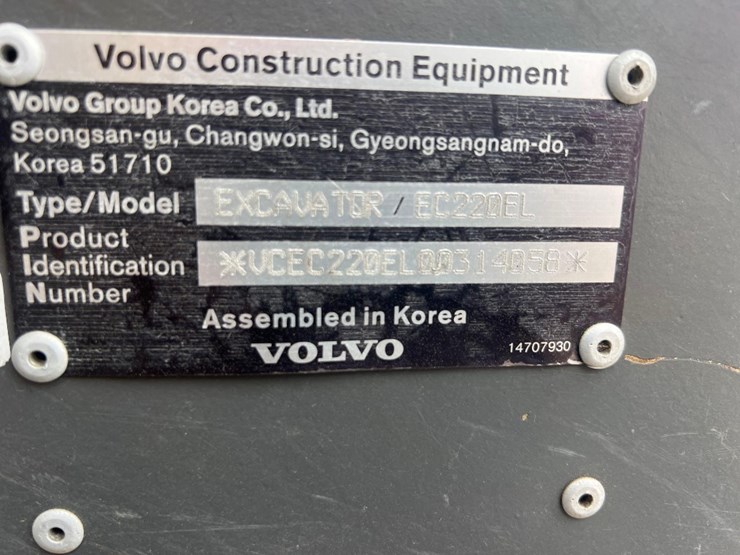 Volvo Construction Equipment
Volvo Group Korea Co., Ltd.
Seongsan-gu, Changwon-si, Gyeongsangnam-do,
Korea 51710
Type/Model EXCAVATOR / EC220EL
Product
Identification *VCEC220EL00314058*
Number
Assembled in Korea
VOLVO 14707930